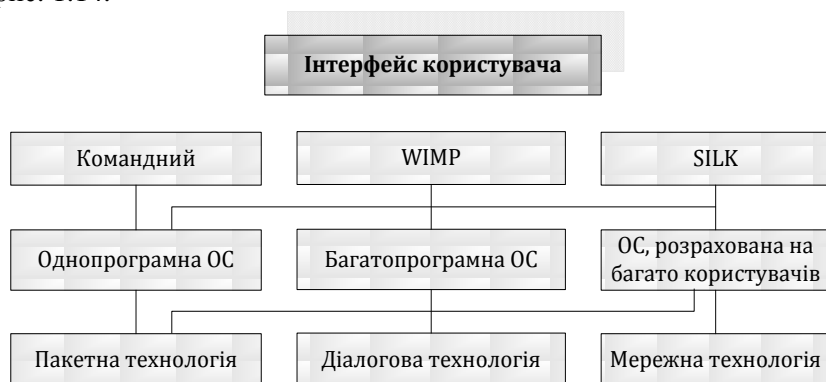 Інтерфейс користувача
Командний
WIMP
SILK
Однопрограмна ОС
Багатопрограмна ОС
ОС, розрахована на
багато користувачів
Пакетна технологія
Діалогова технологія
Мережна технологія